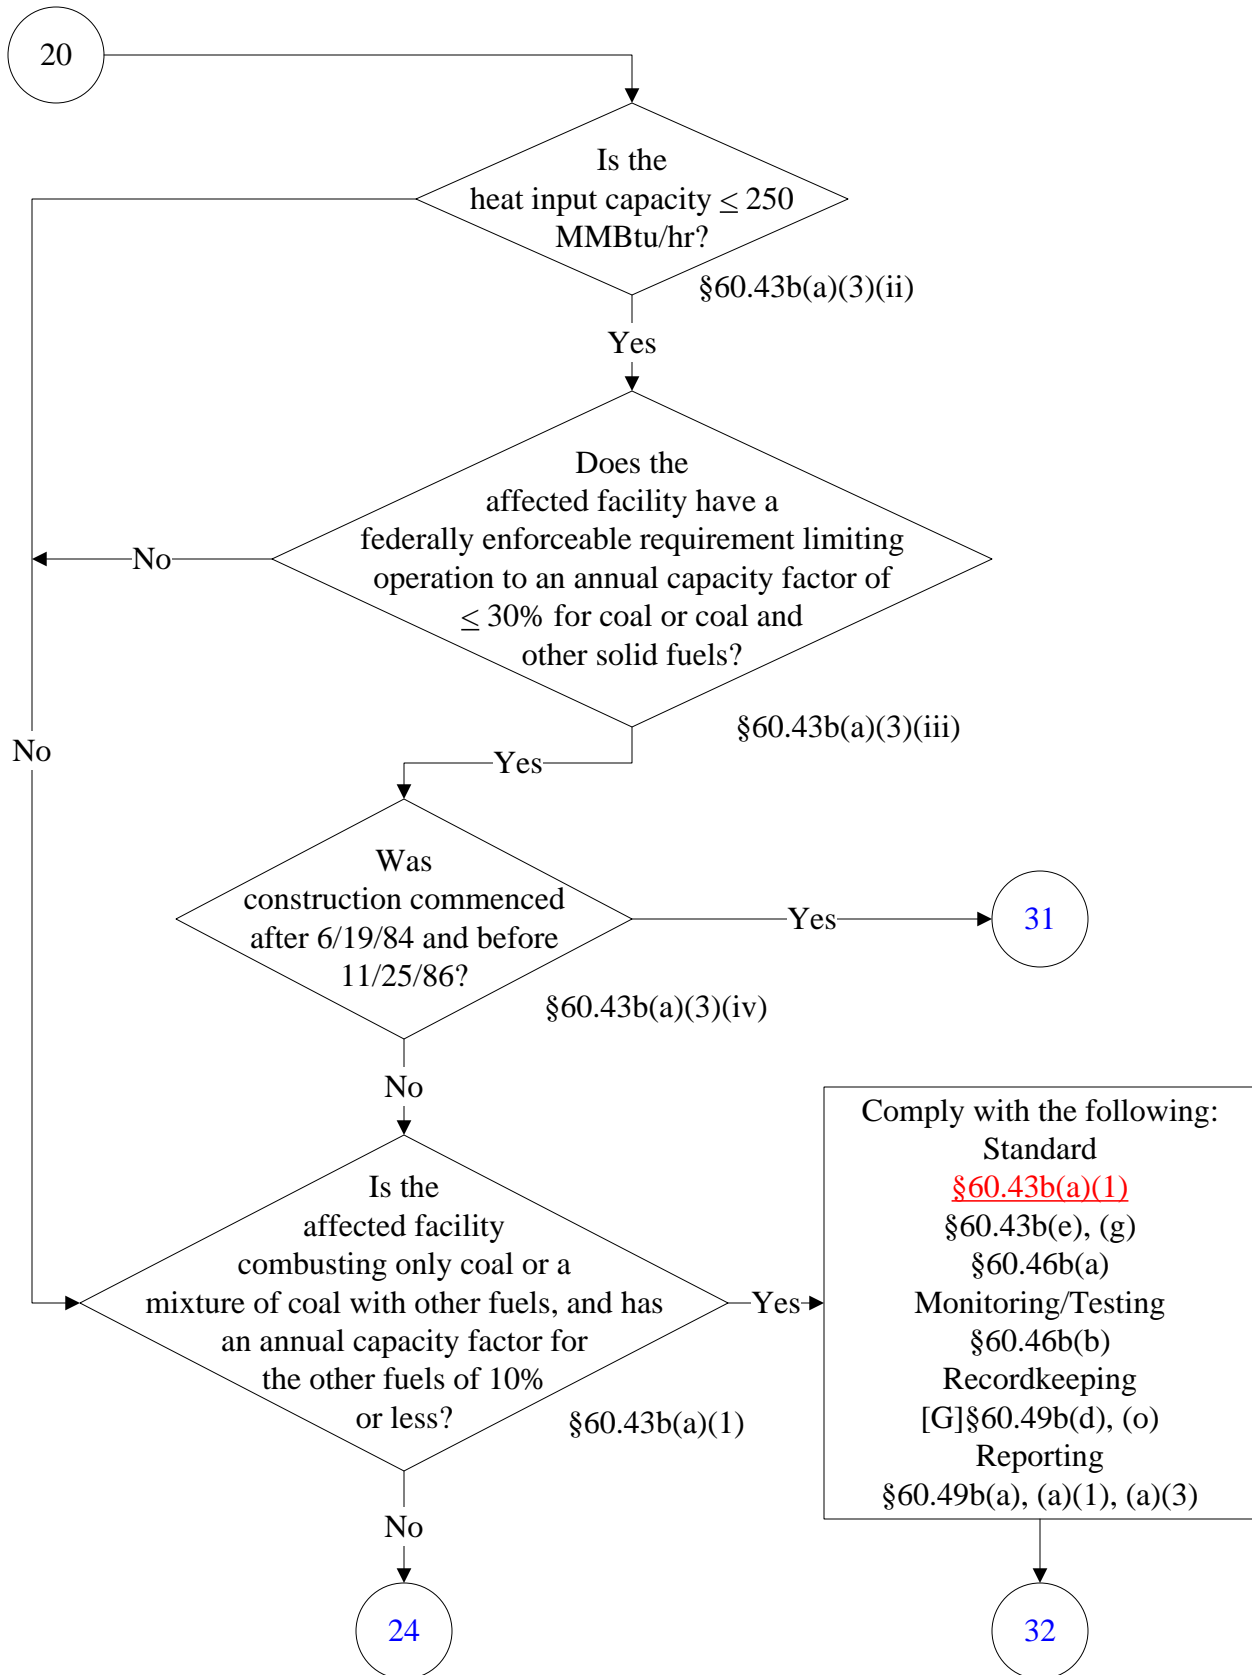 20
Is the
heat input capacity ≤ 250
MMBtu/hr?
§60.43b(a)(3)(ii)
Yes
Does the
affected facility have a
federally enforceable requirement limiting
operation to an annual capacity factor of
≤ 30% for coal or coal and
other solid fuels?
No
§60.43b(a)(3)(iii)
No
Yes
Was
construction commenced
after 6/19/84 and before
11/25/86?
Yes
31
§60.43b(a)(3)(iv)
No
Is the
affected facility
combusting only coal or a
mixture of coal with other fuels, and has
an annual capacity factor for
the other fuels of 10%
or less?
§60.43b(a)(1)
Yes
Comply with the following:
Standard
§60.43b(a)(1)
§60.43b(e), (g)
§60.46b(a)
Monitoring/Testing
§60.46b(b)
Recordkeeping
[G]§60.49b(d), (o)
Reporting
§60.49b(a), (a)(1), (a)(3)
No
24
32